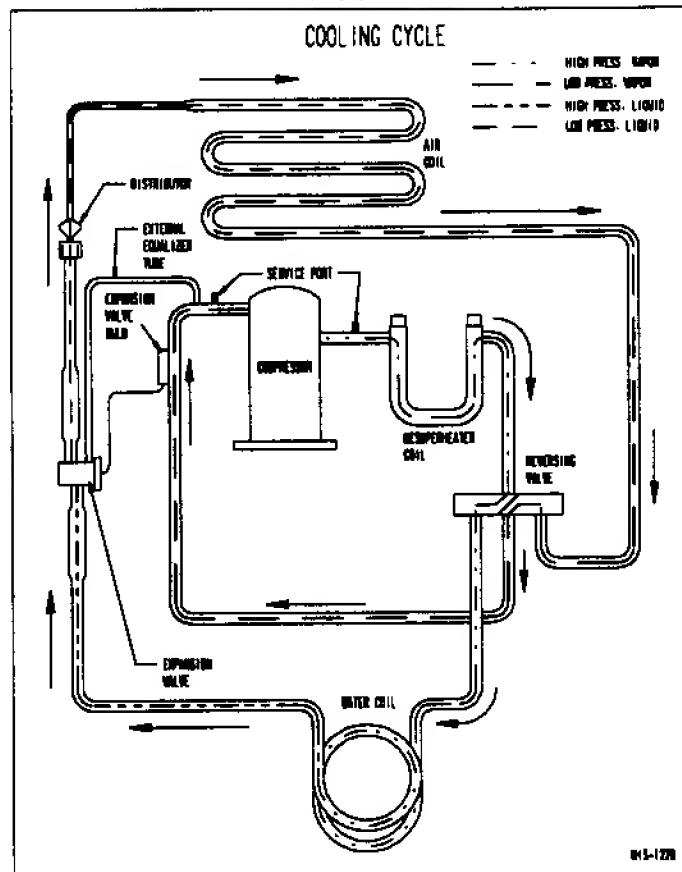 COOLING CYCLE
HIGH PRESS. VAPOR
LOW PRESS. VAPOR
HIGH PRESS. LIQUID
LOW PRESS. LIQUID
AIR
COIL
DISTRIBUTOR
EXTERNAL
EQUALIZER
TUBE
SERVICE PORT
EXPANSION
VALVE
BULB
COMPRESSOR
DESUPERHEATER
COIL
REVERSING
VALVE
EXPANSION
VALVE
WATER COIL